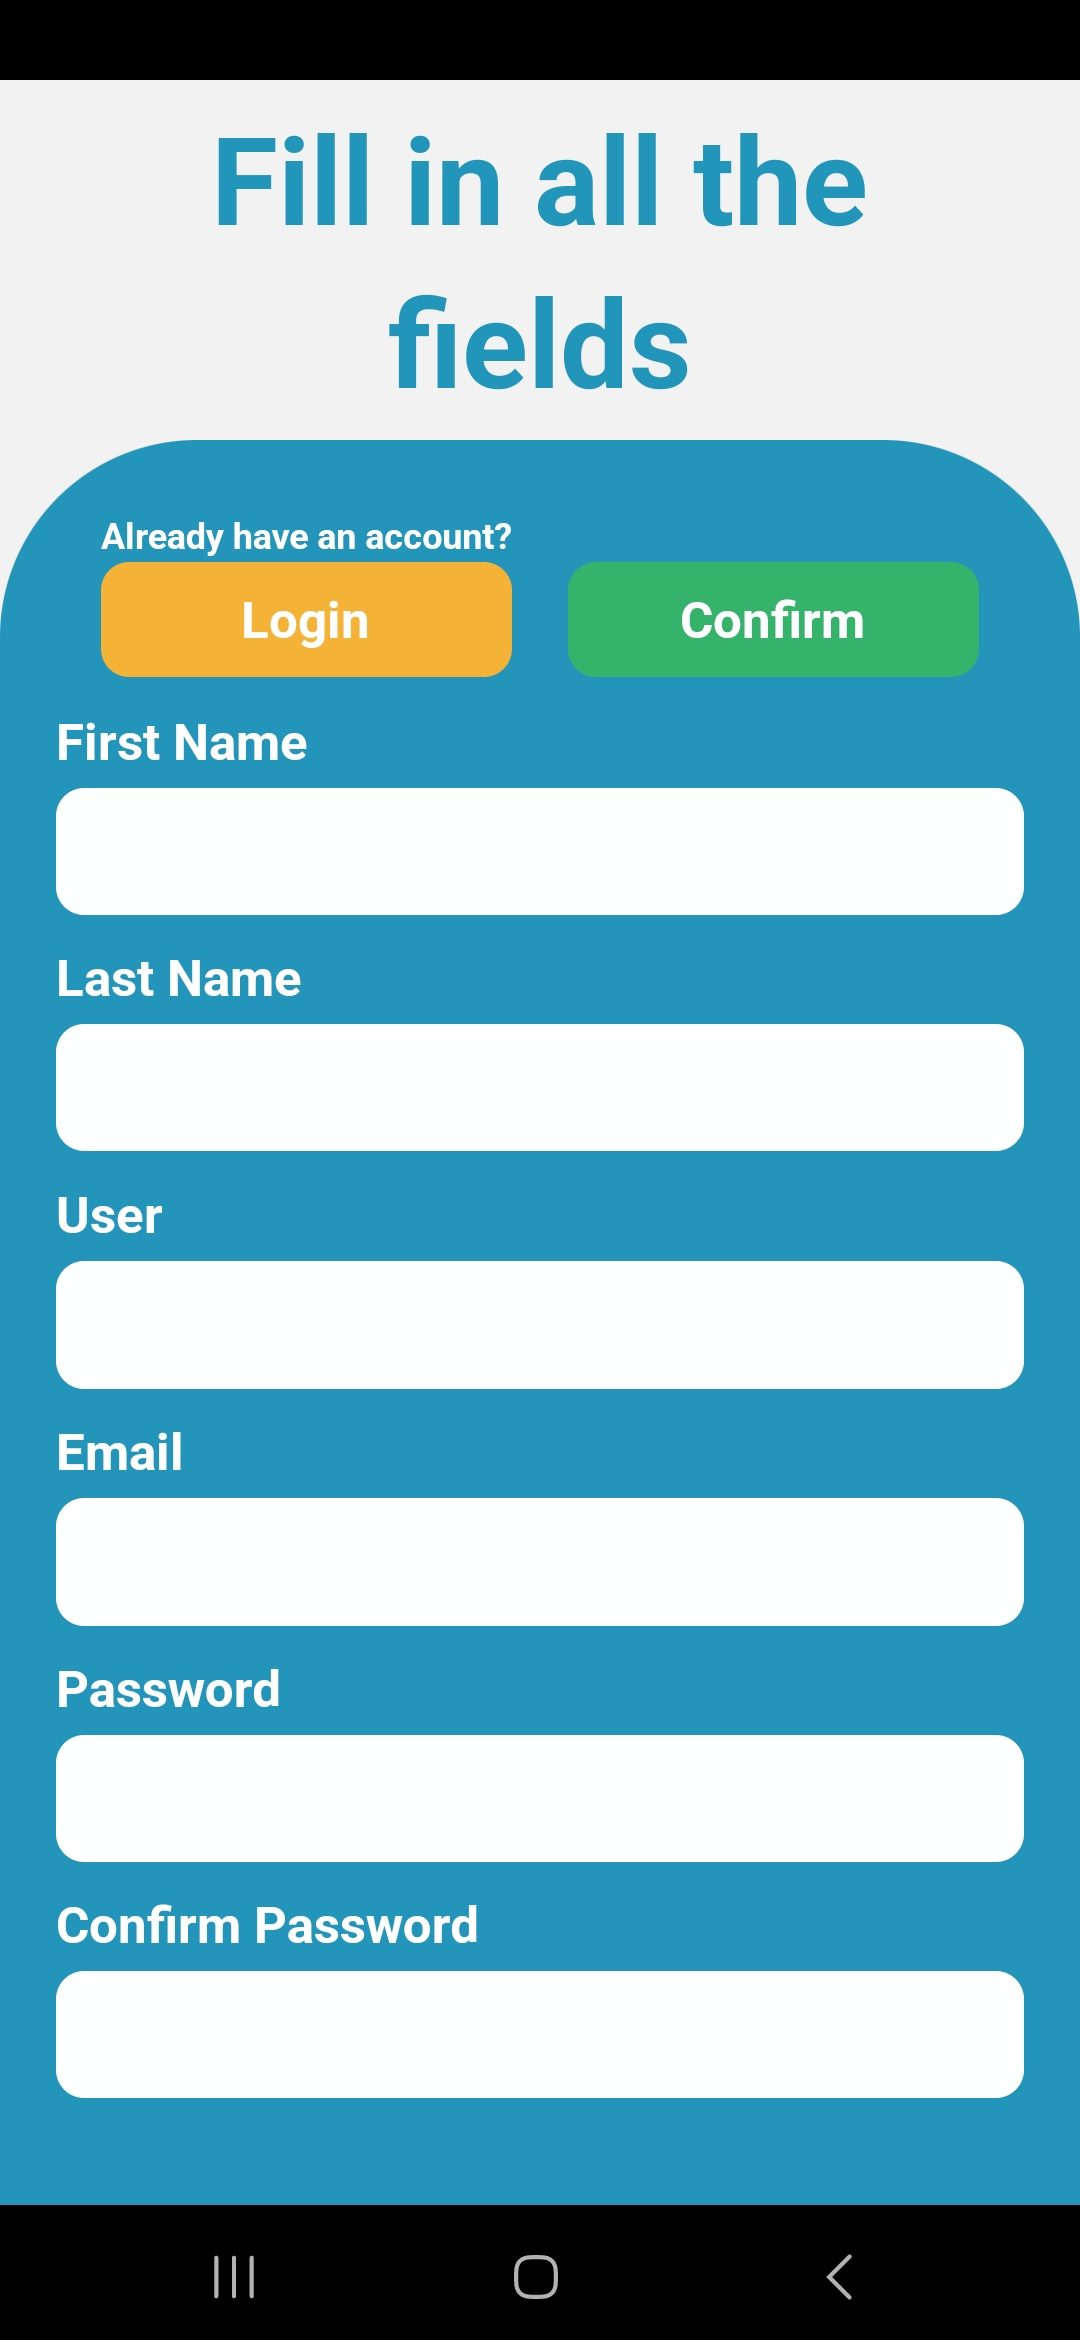 Fill in all the
fields
Already have an account?
Login
Confirm
First Name
Last Name
User
Email
Password
Confirm Password